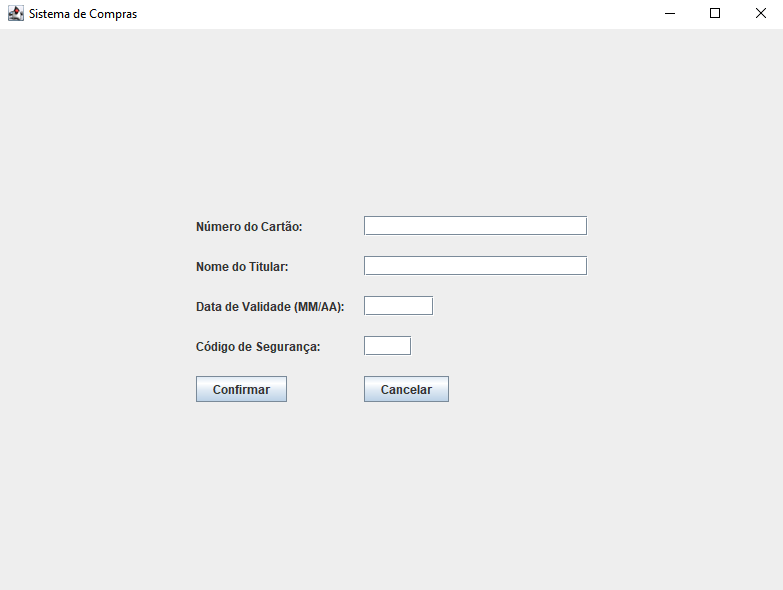 Sistema de Compras
Número do Cartão:
Nome do Titular:
Data de Validade (MM/AA):
Código de Segurança:
Confirmar Cancelar